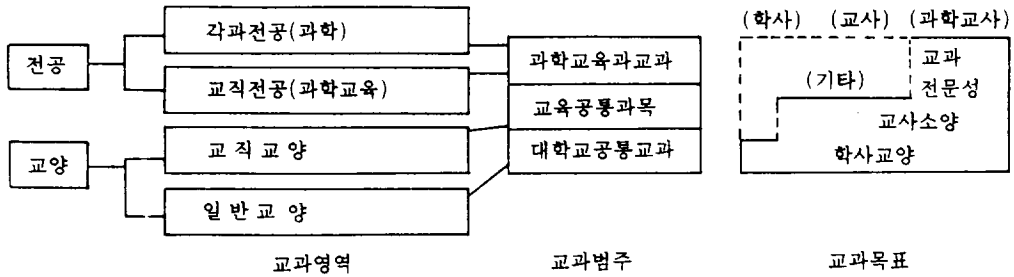 (학사) (교사) (과학교사)
각과전공(과학)
전공
교직전공(과학교육)
교양
교 직 교 양
일 반 교 양
과학교육과교과
교육공통과목
대학교공통교과
교과
(기타) 전문성
교사소양
학사교양
교과영역 교과범주 교과목표